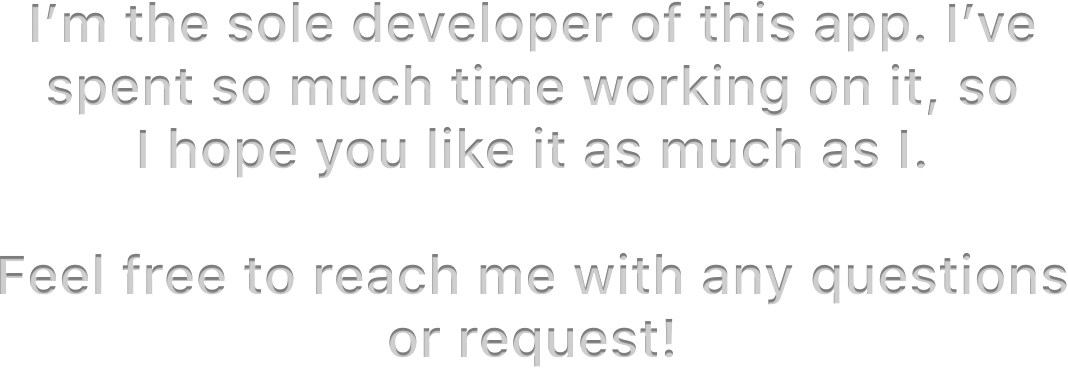 I’m the sole developer of this app. I’ve
spent so much time working on it, so
I hope you like it as much as I.
Feel free to reach me with any questions
or request!